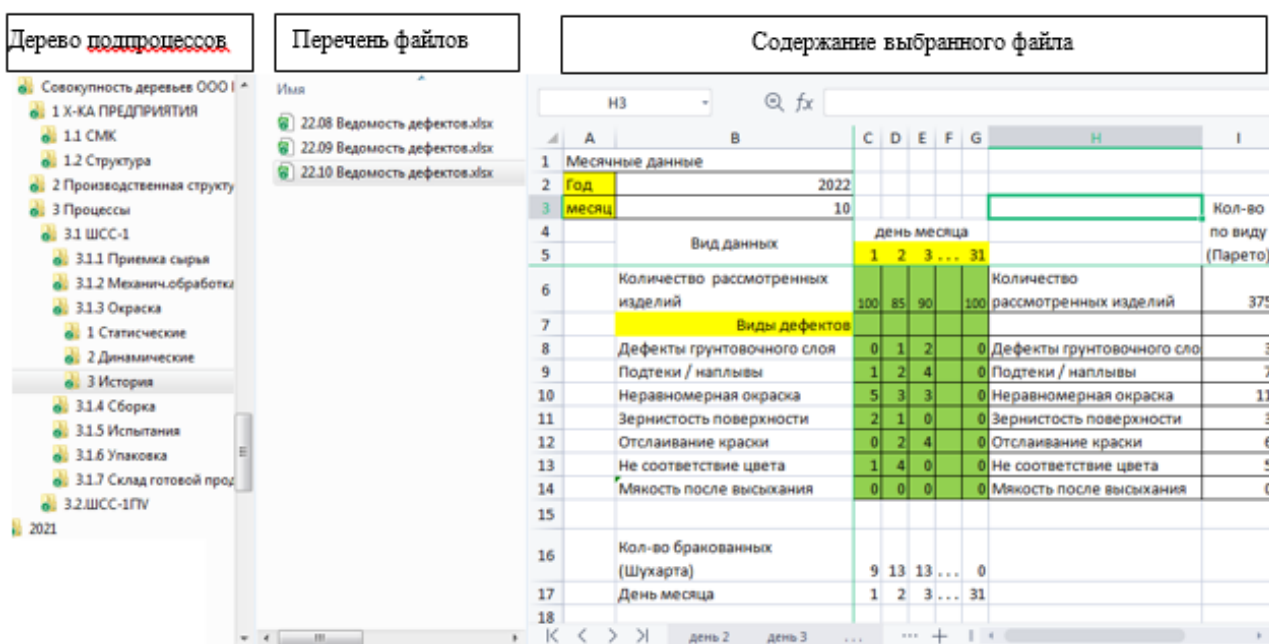 Дерево подпроцессов
Перечень файлов
Содержание выбранного файла
Совокупность деревьев ООО
1 Х-КА ПРЕДПРИЯТИЯ
1.1 СМК
1.2 Структура
2 Производственная структу
3 Процессы
3.1 ШСС-1
3.1.1 Приемка сырья
3.1.2 Механич.обработка
3.1.3 Окраска
1 Статисческие
2 Динамические
3 История
3.1.4 Сборка
3.1.5 Испытания
3.1.6 Упаковка
3.1.7 Склад готовой прод
3.2.ШСС-1ПV
2021
Имя
22.08 Ведомость дефектов.xlsx
22.09 Ведомость дефектов.xlsx
22.10 Ведомость дефектов.xlsx
H3 fx
A B C D E F G H I
1 Месячные данные
2 Год 2022
3 месяц 10 Кол-во
4 Вид данных день месяца по виду
5 1 2 3 ... 31 (Парето)
6 Количество рассмотренных изделий 100 85 90 100 Количество рассмотренных изделий 375
7 Виды дефектов
8 Дефекты грунтовочного слоя 0 1 2 0 Дефекты грунтовочного сло 3
9 Подтеки / наплывы 1 2 4 0 Подтеки / наплывы 7
10 Неравномерная окраска 5 3 3 0 Неравномерная окраска 11
11 Зернистость поверхности 2 1 0 0 Зернистость поверхности 3
12 Отслаивание краски 0 2 4 0 Отслаивание краски 6
13 Не соответствие цвета 1 4 0 0 Не соответствие цвета 5
14 Мякость после высыхания 0 0 0 0 Мякость после высыхания 0
15
16 Кол-во бракованных (Шухарта) 9 13 13 ... 0
17 День месяца 1 2 3 ... 31
18
день 2 день 3 ...